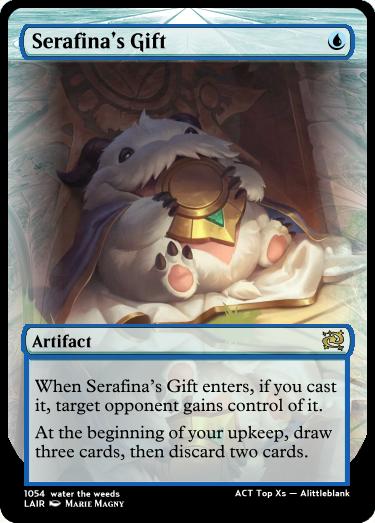 Serafina's Gift
Artifact
When Serafina's Gift enters, if you cast
it, target opponent gains control of it.
At the beginning of your upkeep, draw
three cards, then discard two cards.
1054 water the weeds
LAIR Marie Magny
ACT Top Xs — Alittleblank